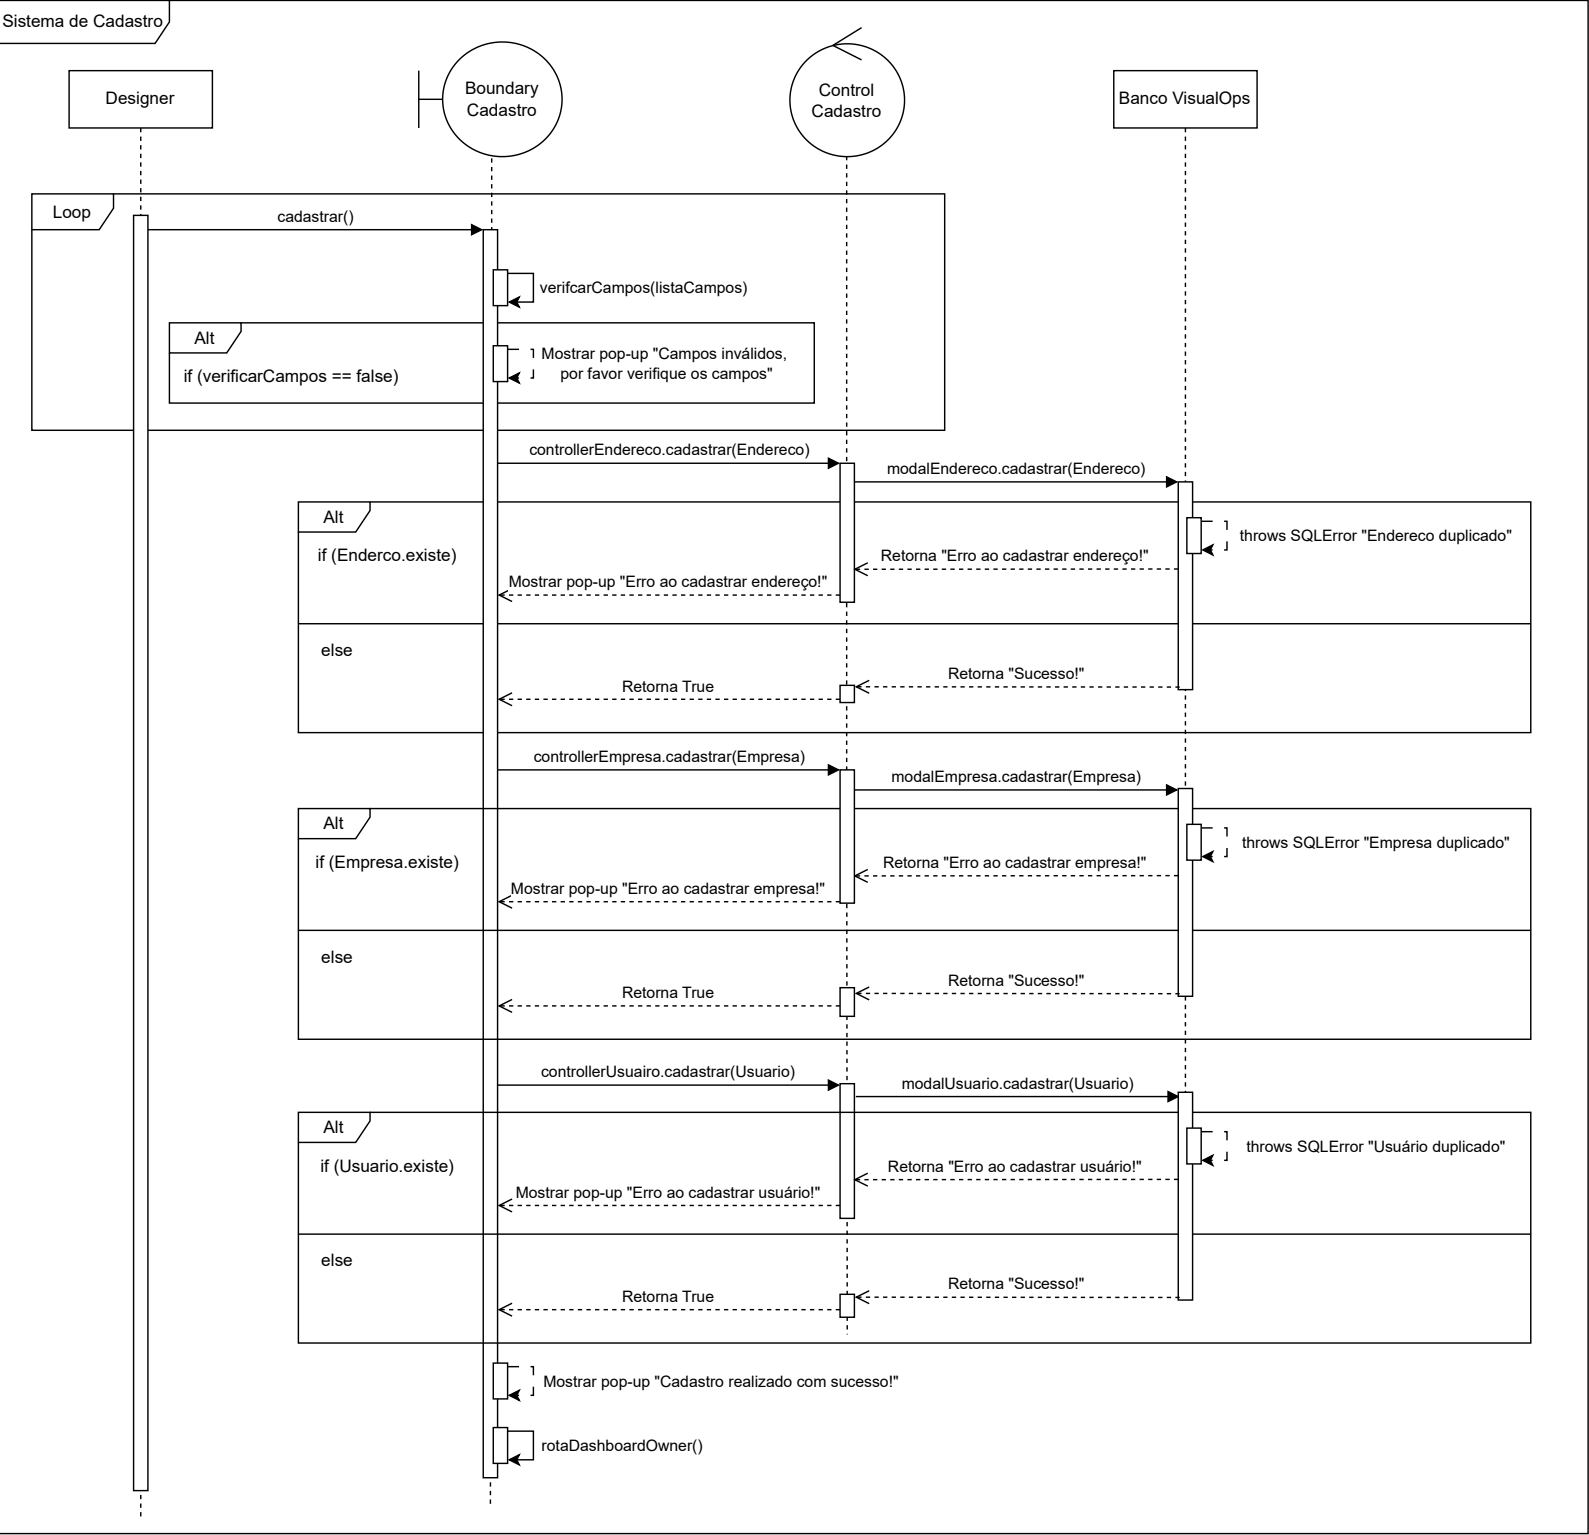 Sistema de Cadastro
Designer
Boundary
Cadastro
Control
Cadastro
Banco VisualOps
Loop
cadastrar()
verifcarCampos(listaCampos)
Alt
if (verificarCampos == false)
Mostrar pop-up "Campos inválidos,
por favor verifique os campos"
controllerEndereco.cadastrar(Endereco)
modalEndereco.cadastrar(Endereco)
Alt
if (Enderco.existe)
throws SQLError "Endereco duplicado"
Retorna "Erro ao cadastrar endereço!"
Mostrar pop-up "Erro ao cadastrar endereço!"
else
Retorna "Sucesso!"
Retorna True
controllerEmpresa.cadastrar(Empresa)
modalEmpresa.cadastrar(Empresa)
Alt
if (Empresa.existe)
throws SQLError "Empresa duplicado"
Retorna "Erro ao cadastrar empresa!"
Mostrar pop-up "Erro ao cadastrar empresa!"
else
Retorna "Sucesso!"
Retorna True
controllerUsuairo.cadastrar(Usuario)
modalUsuario.cadastrar(Usuario)
Alt
if (Usuario.existe)
throws SQLError "Usuário duplicado"
Retorna "Erro ao cadastrar usuário!"
Mostrar pop-up "Erro ao cadastrar usuário!"
else
Retorna "Sucesso!"
Retorna True
Mostrar pop-up "Cadastro realizado com sucesso!"
rotaDashboardOwner()